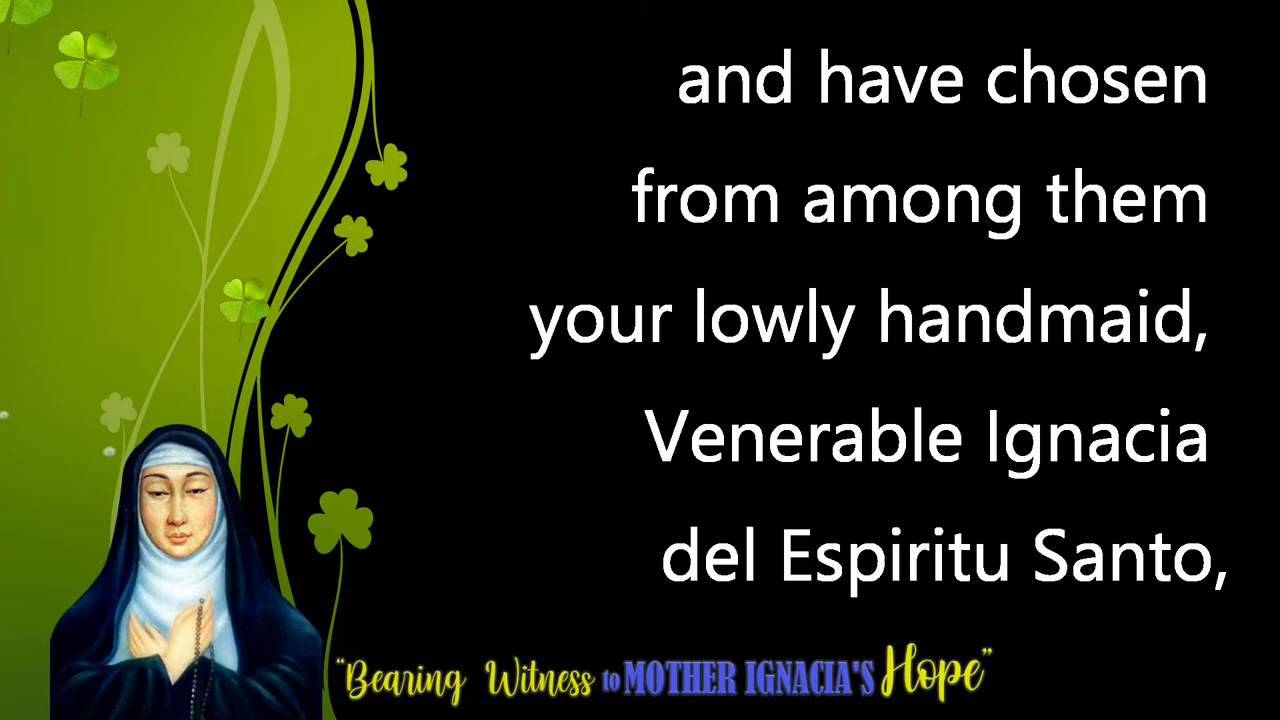 and have chosen
from among them
your lowly handmaid,
Venerable Ignacia
del Espiritu Santo,
"Bearing Witness to MOTHER IGNACIA'S Hope"